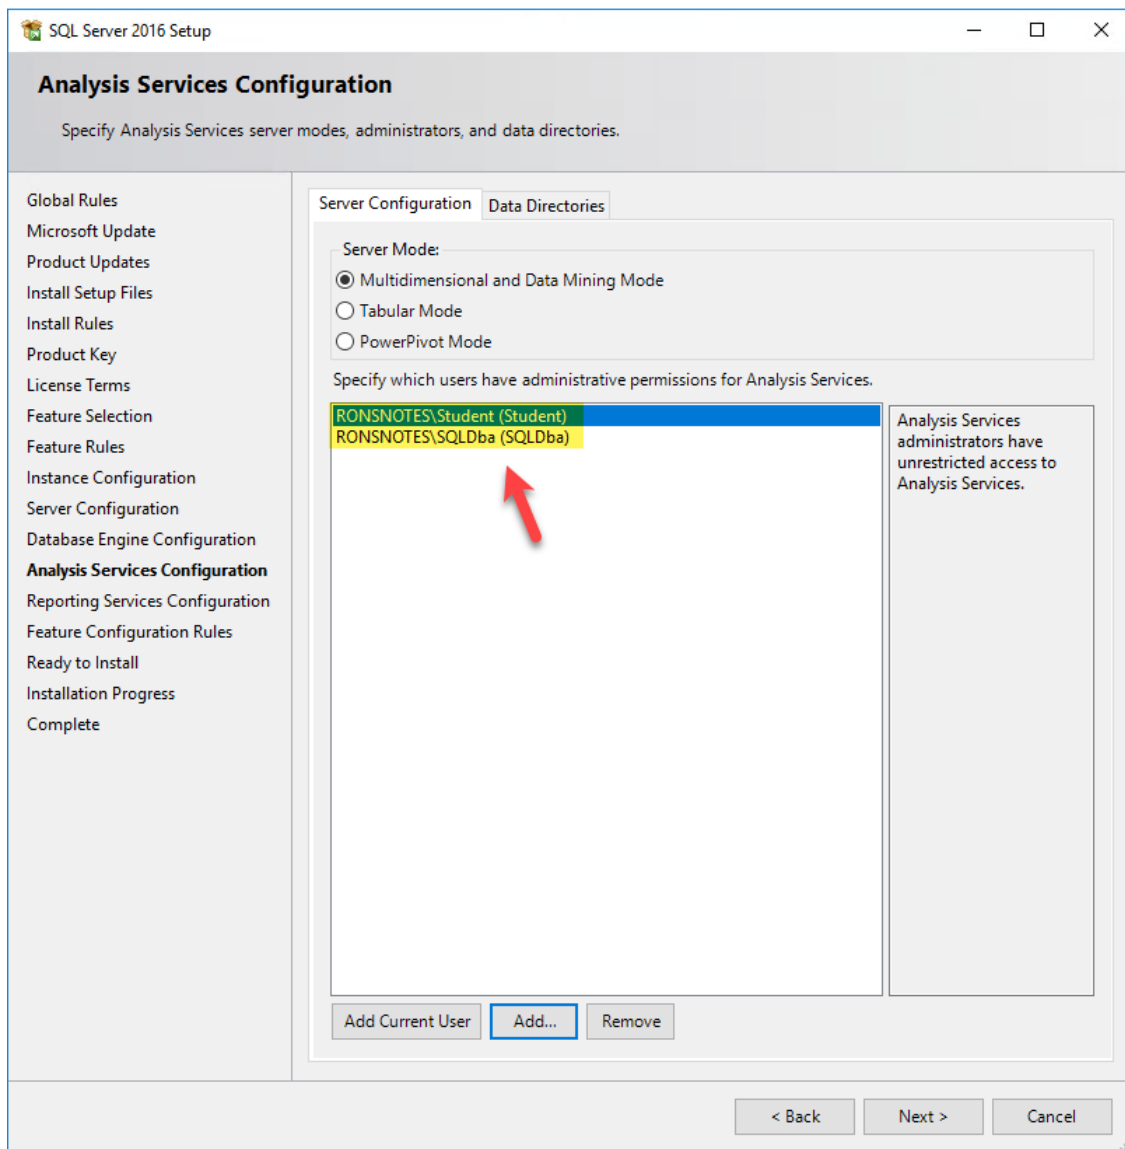 SQL Server 2016 Setup
Analysis Services Configuration
Specify Analysis Services server modes, administrators, and data directories.
Global Rules
Microsoft Update
Product Updates
Install Setup Files
Install Rules
Product Key
License Terms
Feature Selection
Feature Rules
Instance Configuration
Server Configuration
Database Engine Configuration
Analysis Services Configuration
Reporting Services Configuration
Feature Configuration Rules
Ready to Install
Installation Progress
Complete
Server Configuration
Data Directories
Server Mode:
Multidimensional and Data Mining Mode
Tabular Mode
PowerPivot Mode
Specify which users have administrative permissions for Analysis Services.
RONSNOTES\Student (Student)
RONSNOTES\SQLDba (SQLDba)
Analysis Services
administrators have
unrestricted access to
Analysis Services.
Add Current User
Add...
Remove
< Back
Next >
Cancel